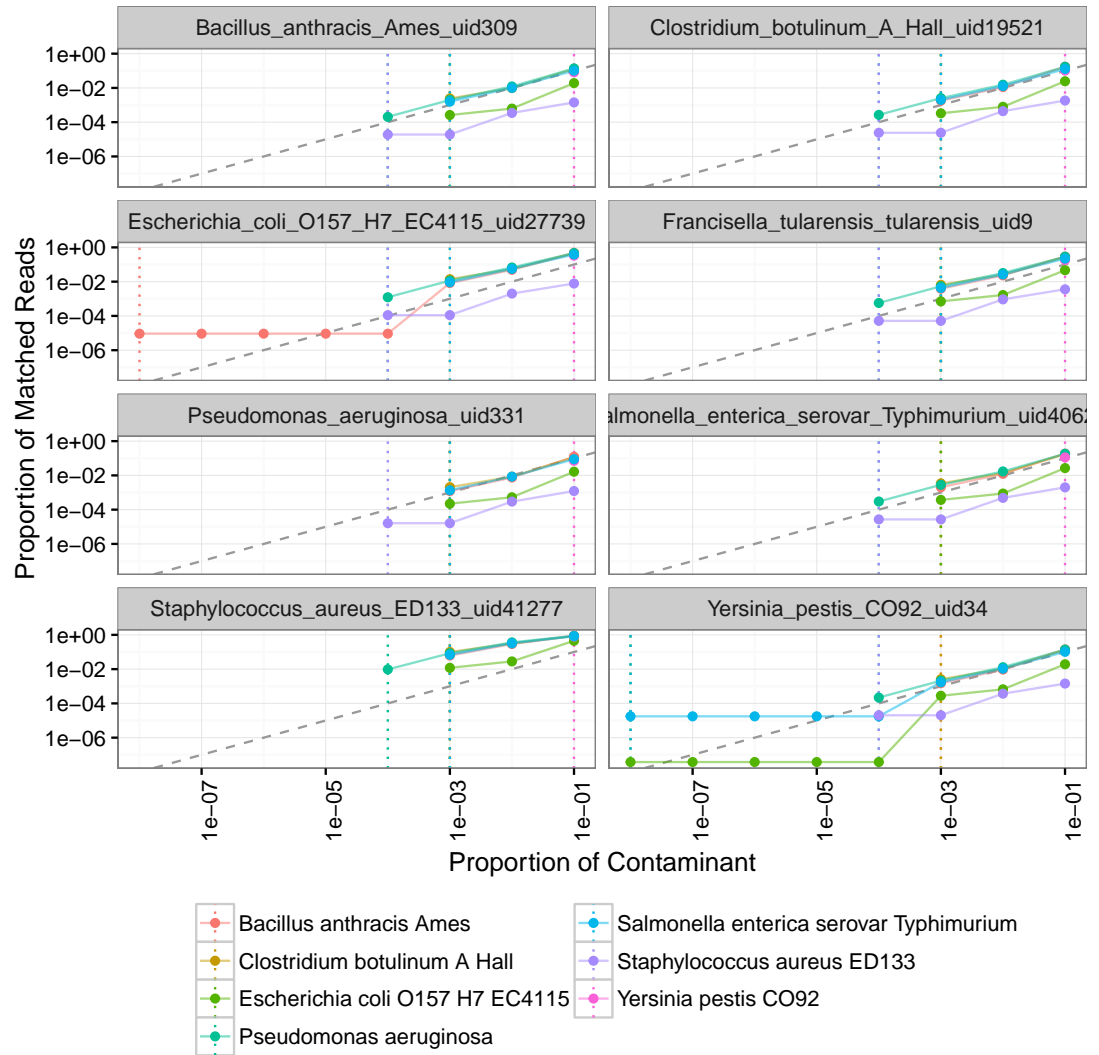 Bacillus_anthracis_Ames_uid309
Clostridium_botulinum_A_Hall_uid19521
1e+00
1e−02
1e−04
1e−06
Escherichia_coli_O157_H7_EC4115_uid27739
Francisella_tularensis_tularensis_uid9
1e+00
1e−02
1e−04
1e−06
Pseudomonas_aeruginosa_uid331
almonella_enterica_serovar_Typhimurium_uid4062
1e+00
1e−02
1e−04
1e−06
Staphylococcus_aureus_ED133_uid41277
Yersinia_pestis_CO92_uid34
1e+00
1e−02
1e−04
1e−06
Proportion of Matched Reads
1e−07
1e−05
1e−03
1e−01
1e−07
1e−05
1e−03
1e−01
Proportion of Contaminant
Bacillus anthracis Ames
Clostridium botulinum A Hall
Escherichia coli O157 H7 EC4115
Pseudomonas aeruginosa
Salmonella enterica serovar Typhimurium
Staphylococcus aureus ED133
Yersinia pestis CO92